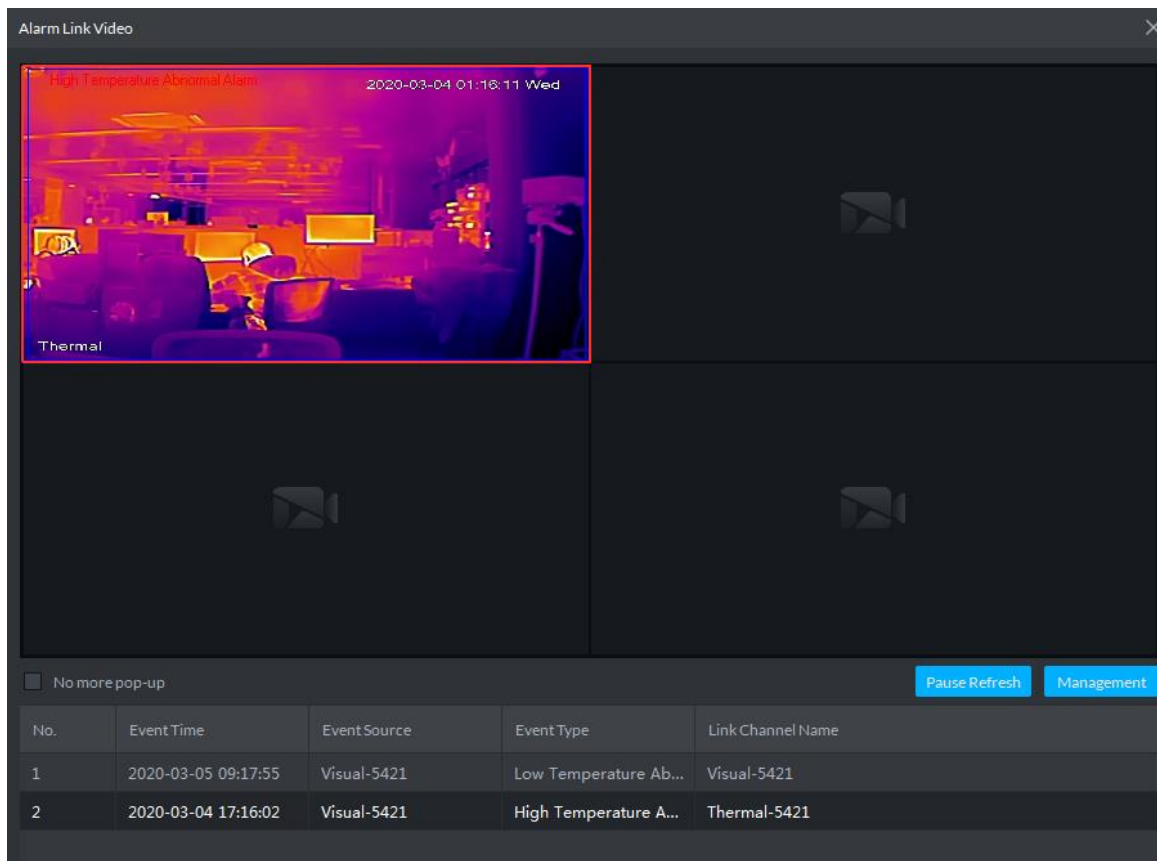 Alarm Link Video
High Temperature Abnormal Alarm
2020-03-04 01:16:11 Wed
Thermal
No more pop-up
Pause Refresh
Management
No. Event Time Event Source Event Type Link Channel Name
1 2020-03-05 09:17:55 Visual-5421 Low Temperature Ab... Visual-5421
2 2020-03-04 17:16:02 Visual-5421 High Temperature A... Thermal-5421